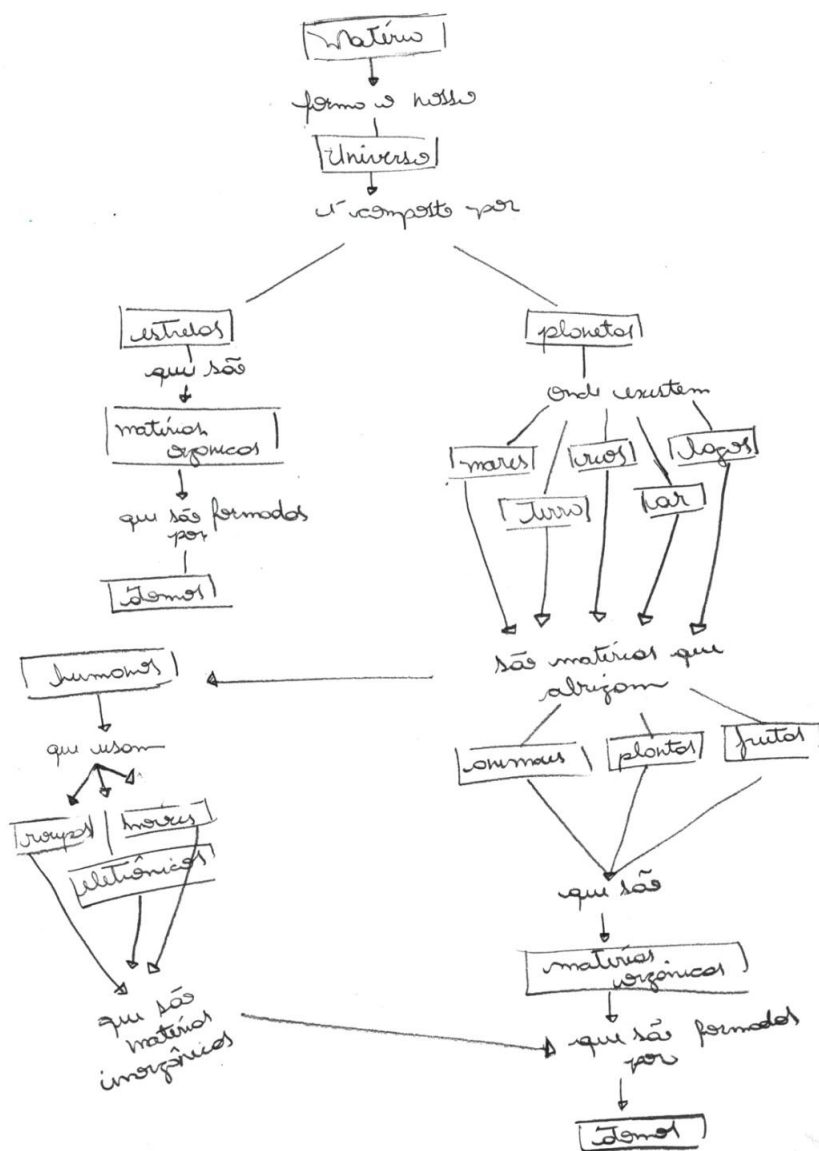 Matéria
forma o nosso
Universo
é composto por
estrelas
que são
matérias
orgânicas
que são formados
por
átomos
planetas
onde existem
mares
rios
lagos
terra
ar
são matérias que
abrigam
humanos
que usam
roupas
móveis
eletrônicos
que são
matérias
inorgânicos
animais
plantas
frutas
que são
matérias
orgânicos
que são formados
por
átomos